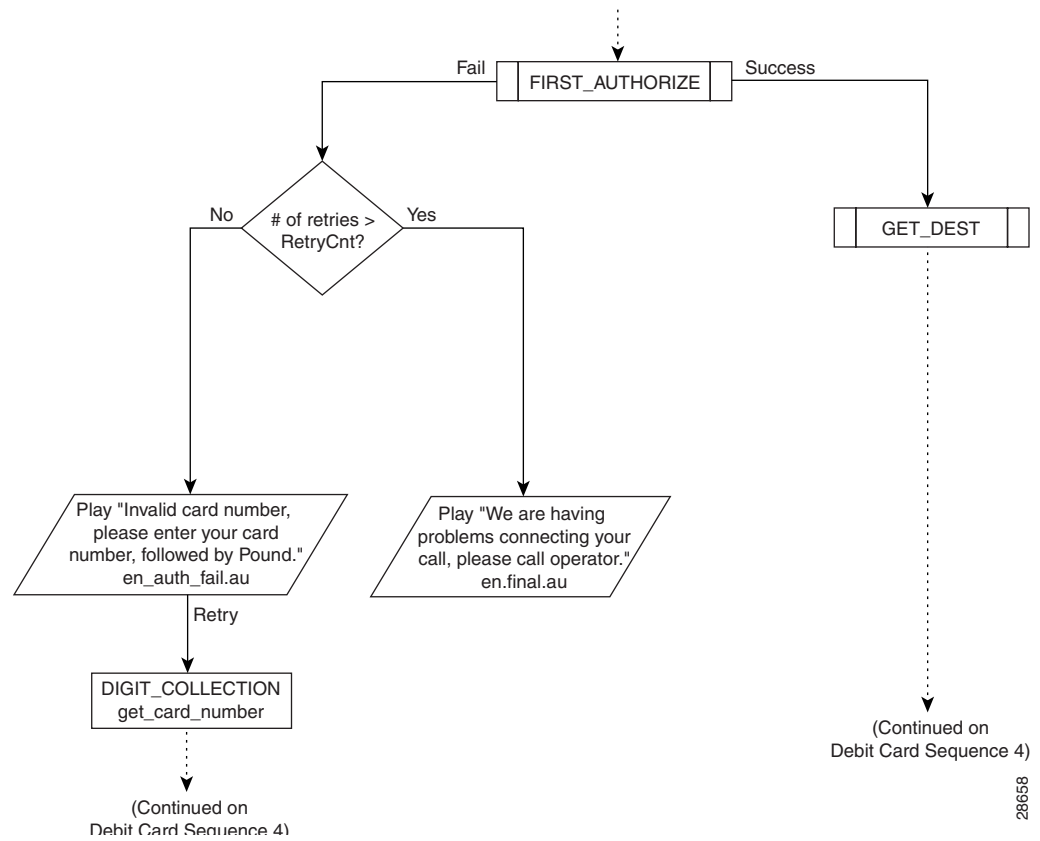 Fail
FIRST_AUTHORIZE
Success
No
# of retries >
RetryCnt?
Yes
GET_DEST
Play "Invalid card number,
please enter your card
number, followed by Pound."
en_auth_fail.au
Play "We are having
problems connecting your
call, please call operator."
en.final.au
Retry
DIGIT_COLLECTION
get_card_number
(Continued on
Debit Card Sequence 4)
(Continued on
Debit Card Sequence 4)
28658